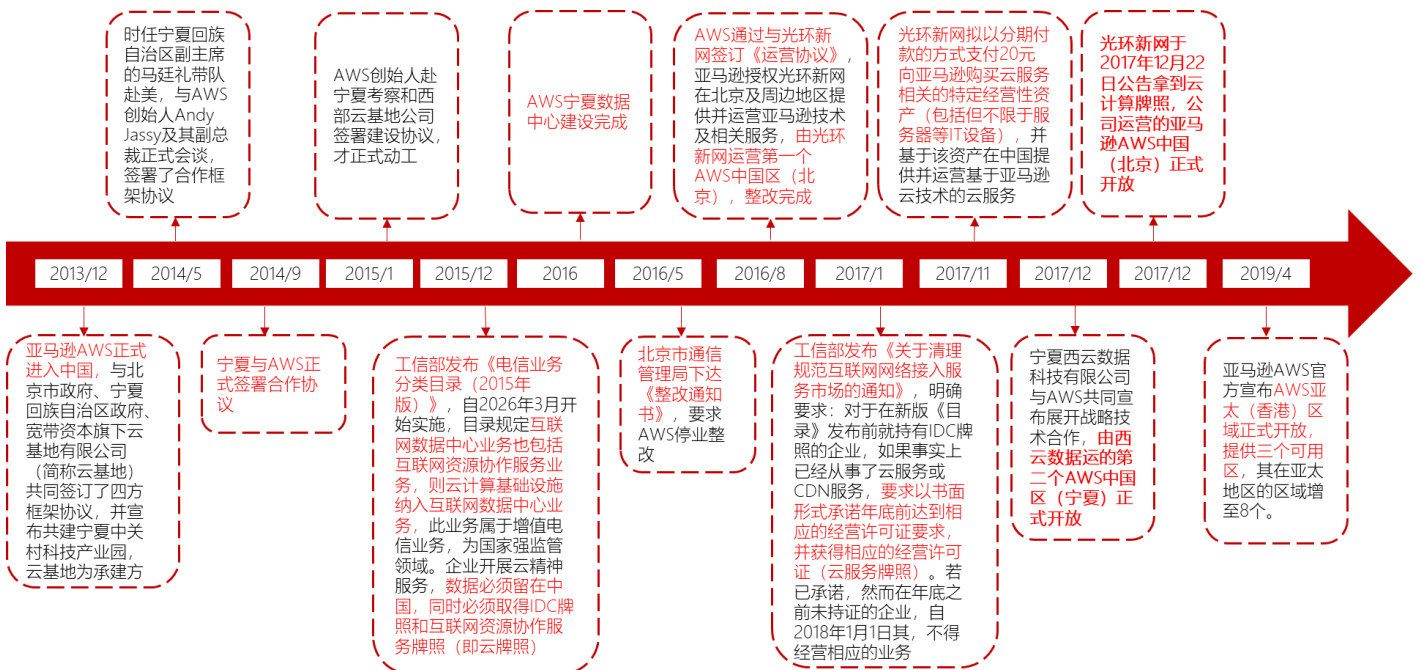 时任宁夏回族
自治区副主席
的马廷礼带队
赴美，与AWS
创始人Andy
Jassy及其副总
裁正式会谈，
签署了合作框
架协议
AWS创始人赴
宁夏考察和西
部云基地公司
签署建设协议，
才正式动工
AWS宁夏数据
中心建设完成
AWS通过与光环新
网签订《运营协议》，
亚马逊授权光环新网
在北京及周边地区提
供并运营亚马逊技术
及相关服务，由光环
新网运营第一个
AWS中国区（北
京），整改完成
光环新网拟以分期付
款的方式支付20元
向亚马逊购买云服务
相关的特定经营性资
产（包括但不限于
服务器等IT设备），并
基于该资产在中国提
供并运营基于亚马逊
云技术的云服务
光环新网于
2017年12月22
日公告拿到云
计算牌照，公
司运营的亚马
逊AWS中国
（北京）正式
开放
2013/12
2014/5
2014/9
2015/1
2015/12
2016
2016/5
2016/8
2017/1
2017/11
2017/12
2017/12
2019/4
亚马逊AWS正式
进入中国，与北
京市政府、宁夏
回族自治区政府、
宽带资本旗下云
基地有限公司
（简称云基地）
共同签订了四方
框架协议，并宣
布共建宁夏中关
村科技产业园，
云基地为承建方
宁夏与AWS正
式签署合作协
议
工信部发布《电信业务
分类目录（2015年
版）》，自2026年3月开
始实施，目录规定互联
网数据中心业务也包括
互联网资源协作服务业
务，则云计算基础设施
纳入互联网数据中心业
务，此业务属于增值电
信业务，为国家强监管
领域。企业开展云精神
服务，数据必须留在中
国，同时必须取得IDC牌
照和互联网资源协作服
务牌照（即云牌照）
北京市通信
管理局下达
《整改通知
书》，要求
AWS停业整
改
工信部发布《关于清理
规范互联网网络接入服
务市场的通知》，明确
要求：对于在新版《目
录》发布前就持有IDC牌
照的企业，如果事实上
已经从事了云服务或
CDN服务，要求以书面
形式承诺年底前达到相
应的经营许可证要求，
并获得相应的经营许可
证（云服务牌照）。若
已承诺，然而在年底之
前未持证的企业，自
2018年1月1日其，不得
经营相应的业务
宁夏西云数据
科技有限公司
与AWS共同宣
布展开战略技
术合作，由西
云数据运的第
二个AWS中国
区（宁夏）正
式开放
亚马逊AWS官
方宣布AWS亚
太（香港）区
域正式开放，
提供三个可用
区，其在亚太
地区的区域增
至8个。